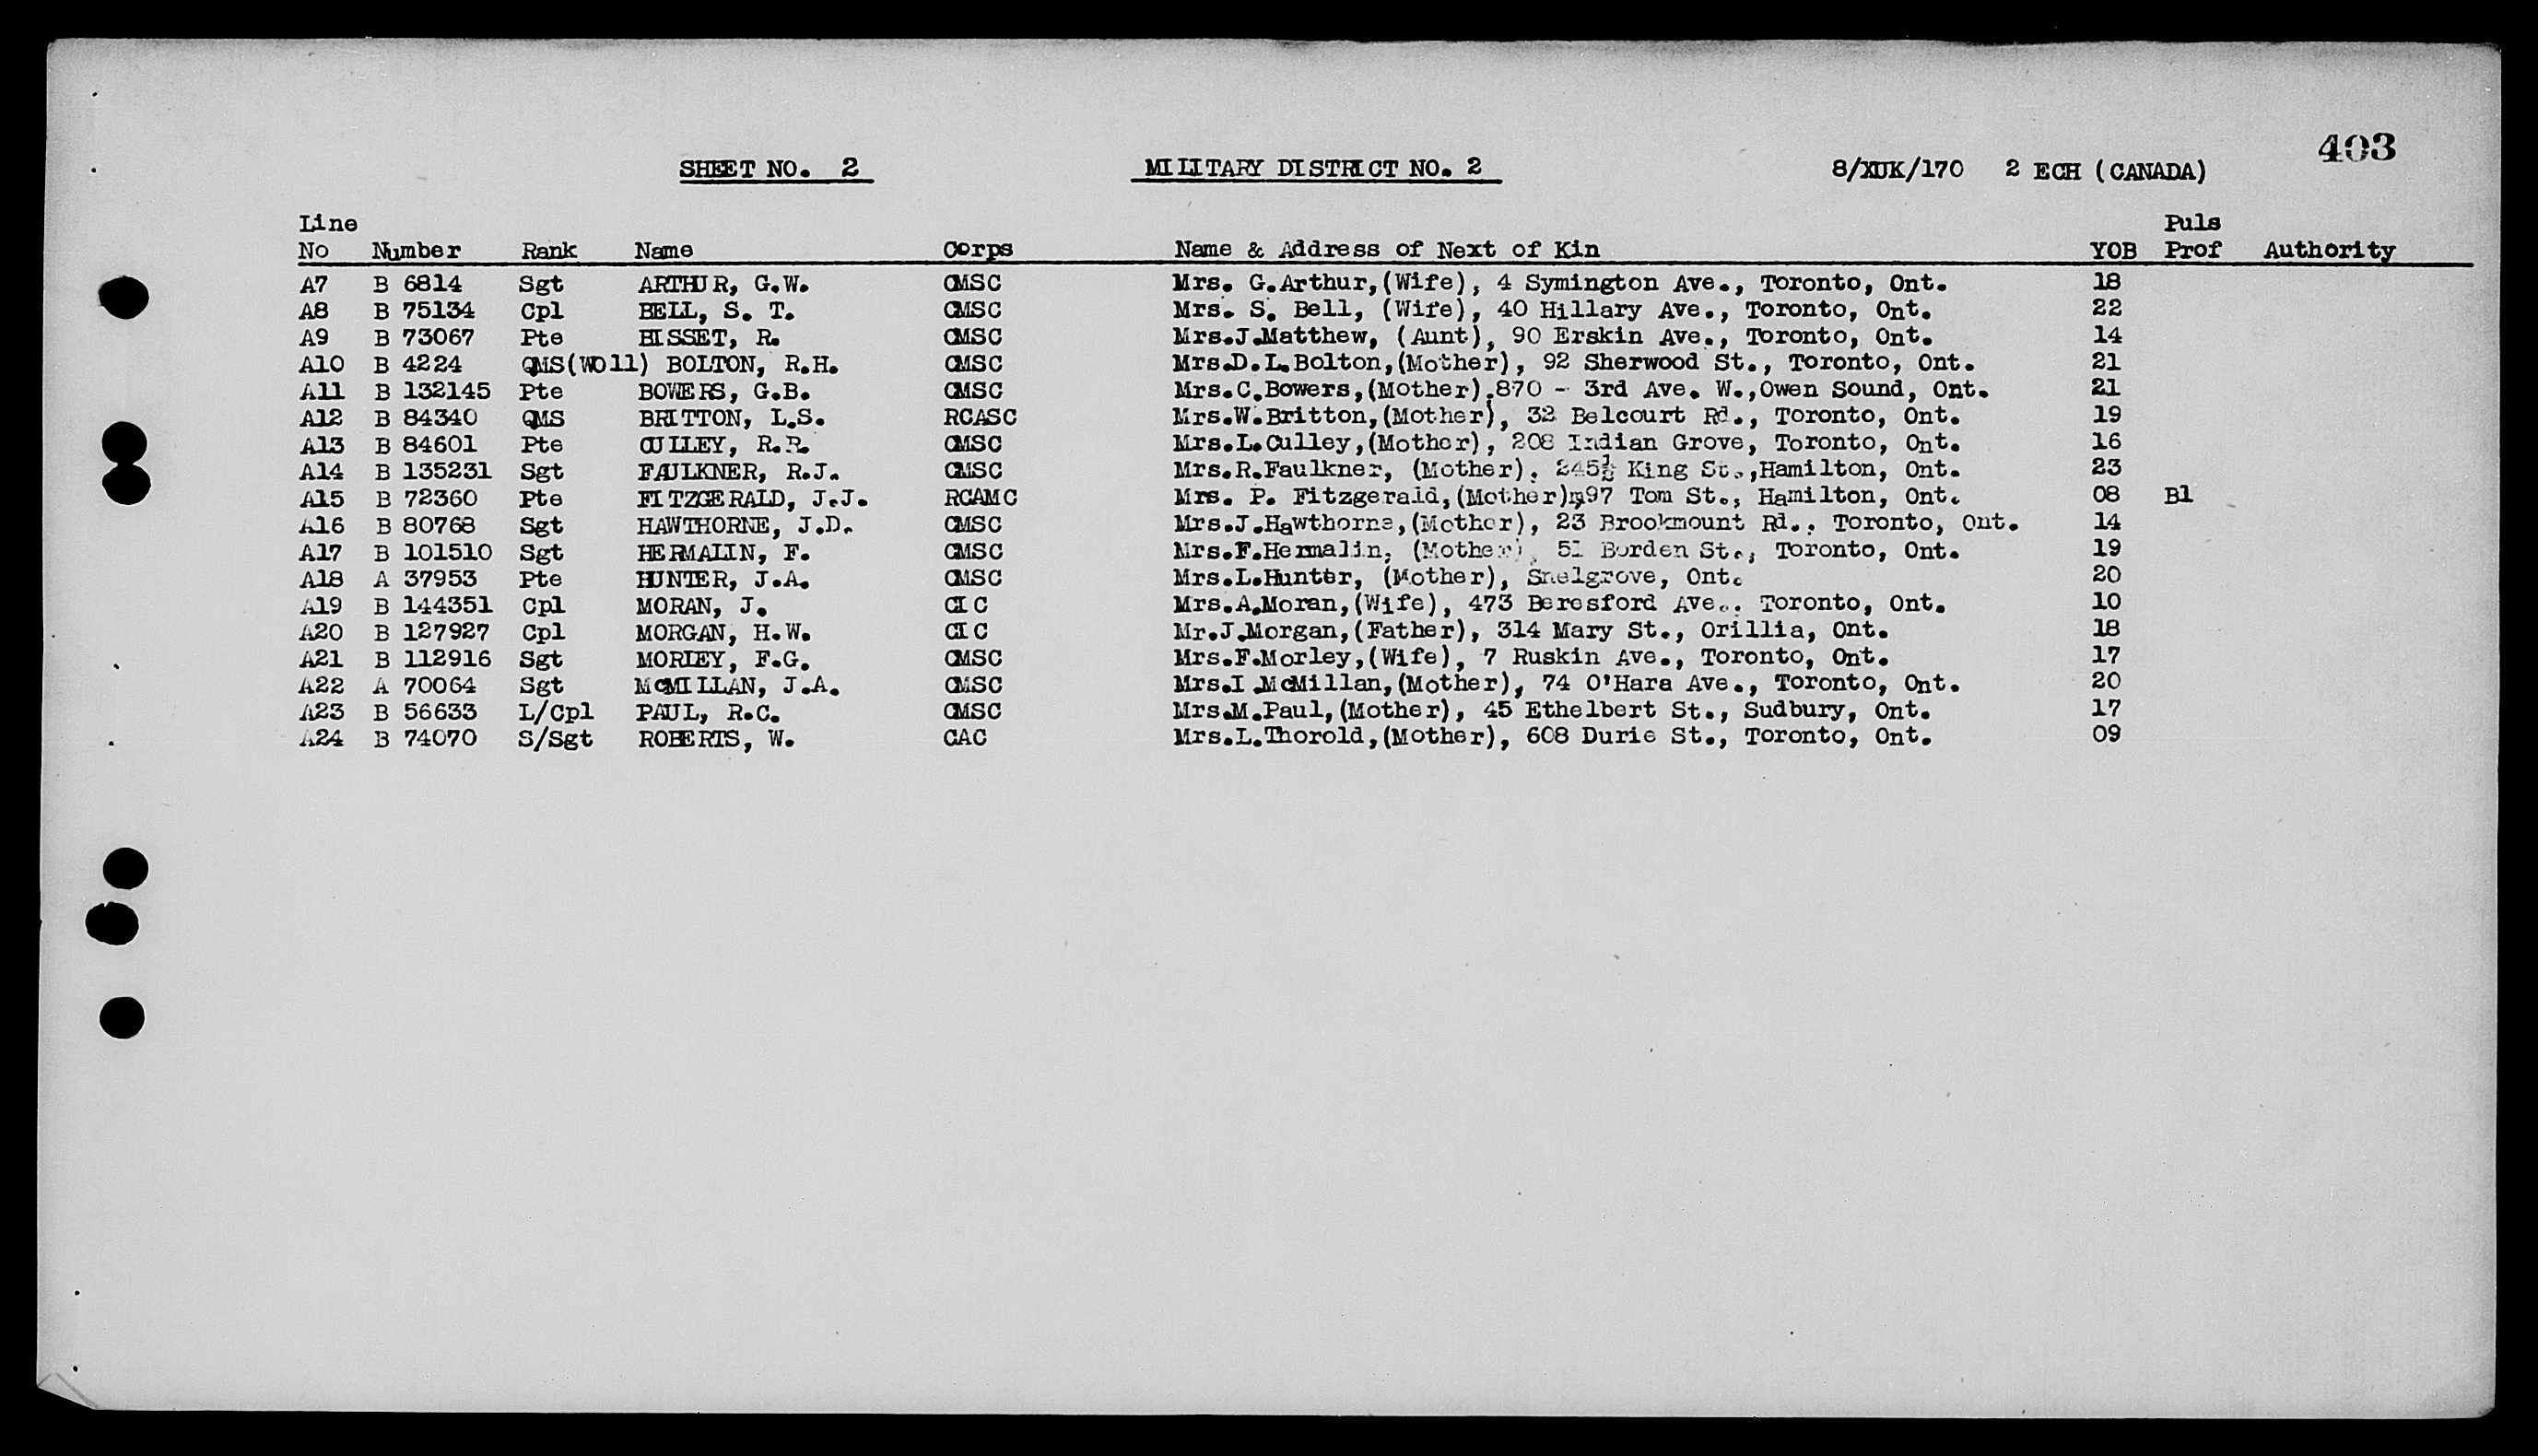 403
SHEET NO. 2 MILITARY DISTRICT NO. 2 8/XUK/170 2 ECH (CANADA)
Line Puls
No Number Rank Name Corps Name & Address of Next of Kin YOB Prof Authority
A7 B 6814 Sgt ARTHUR, G.W. CMSC Mrs. G.Arthur,(Wife), 4 Symington Ave., Toronto, Ont. 18
A8 B 75134 Cpl BELL, S. T. CMSC Mrs. S. Bell, (Wife), 40 Hillary Ave., Toronto, Ont. 22
A9 B 73067 Pte BISSET, R. CMSC Mrs.J.Matthew, (Aunt), 90 Erskin Ave., Toronto, Ont. 14
A10 B 4224 QMS(WO11) BOLTON, R.H. CMSC Mrs.D.L.Bolton,(Mother), 92 Sherwood St., Toronto, Ont. 21
A11 B 132145 Pte BOWERS, G.B. CMSC Mrs.C.Bowers,(Mother),870 - 3rd Ave. W.,Owen Sound, Ont. 21
A12 B 84340 QMS BRITTON, L.S. RCASC Mrs.W.Britton,(Mother), 32 Belcourt Rd., Toronto, Ont. 19
A13 B 84601 Pte CULLEY, R.R. CMSC Mrs.L.Culley,(Mother), 208 Indian Grove, Toronto, Ont. 16
A14 B 135231 Sgt FAULKNER, R.J. CMSC Mrs.R.Faulkner, (Mother), 245½ King St.,Hamilton, Ont. 23
A15 B 72360 Pte FITZGERALD, J.J. RCAMC Mrs. P. Fitzgerald,(Mother),97 Tom St., Hamilton, Ont. 08 B1
A16 B 80768 Sgt HAWTHORNE, J.D. CMSC Mrs.J.Hawthorne,(Mother), 23 Brookmount Rd., Toronto, Ont. 14
A17 B 101510 Sgt HERMALIN, F. CMSC Mrs.F.Hermalin, (Mother), 51 Borden St., Toronto, Ont. 19
A18 A 37953 Pte HUNTER, J.A. CMSC Mrs.L.Hunter, (Mother), Snelgrove, Ont. 20
A19 B 144351 Cpl MORAN, J. CIC Mrs.A.Moran,(Wife), 473 Beresford Ave., Toronto, Ont. 10
A20 B 127927 Cpl MORGAN, H.W. CIC Mr.J.Morgan,(Father), 314 Mary St., Orillia, Ont. 18
A21 B 112916 Sgt MORLEY, F.G. CMSC Mrs.F.Morley,(Wife), 7 Ruskin Ave., Toronto, Ont. 17
A22 A 70064 Sgt McMILLAN, J.A. CMSC Mrs.I.McMillan,(Mother), 74 O'Hara Ave., Toronto, Ont. 20
A23 B 56633 L/Cpl PAUL, R.C. CMSC Mrs.M.Paul,(Mother), 45 Ethelbert St., Sudbury, Ont. 17
A24 B 74070 S/Sgt ROBERTS, W. CAC Mrs.L.Thorold,(Mother), 608 Durie St., Toronto, Ont. 09